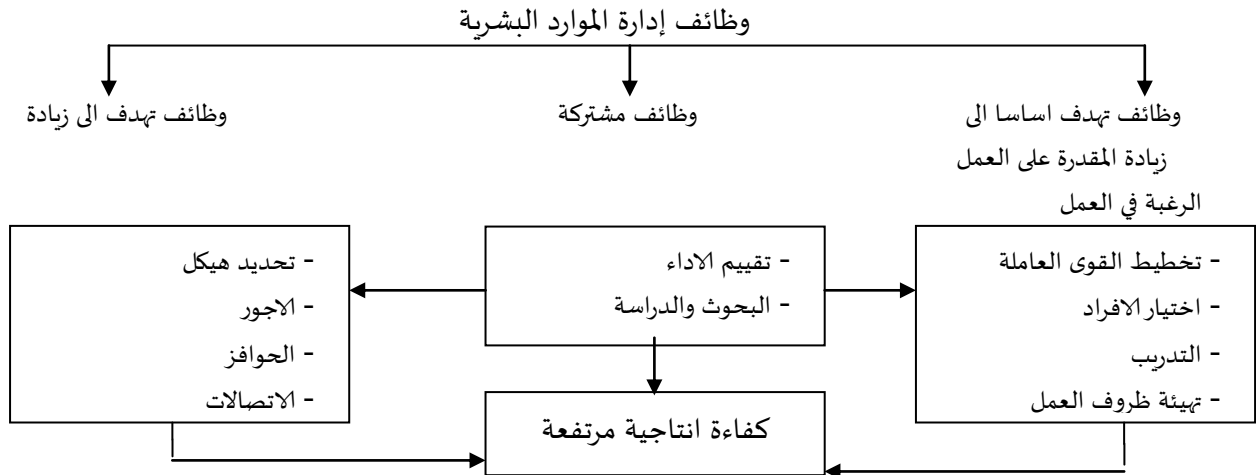 وظائف إدارة الموارد البشرية
وظائف تهدف اساسا الى
زيادة المقدرة على العمل
الرغبة في العمل
وظائف مشتركة
وظائف تهدف الى زيادة
- تخطيط القوى العاملة
- اختيار الافراد
- التدريب
- تهيئة ظروف العمل
- تقييم الاداء
- البحوث والدراسة
- تحديد هيكل
- الاجور
- الحوافز
- الاتصالات
كفاءة انتاجية مرتفعة